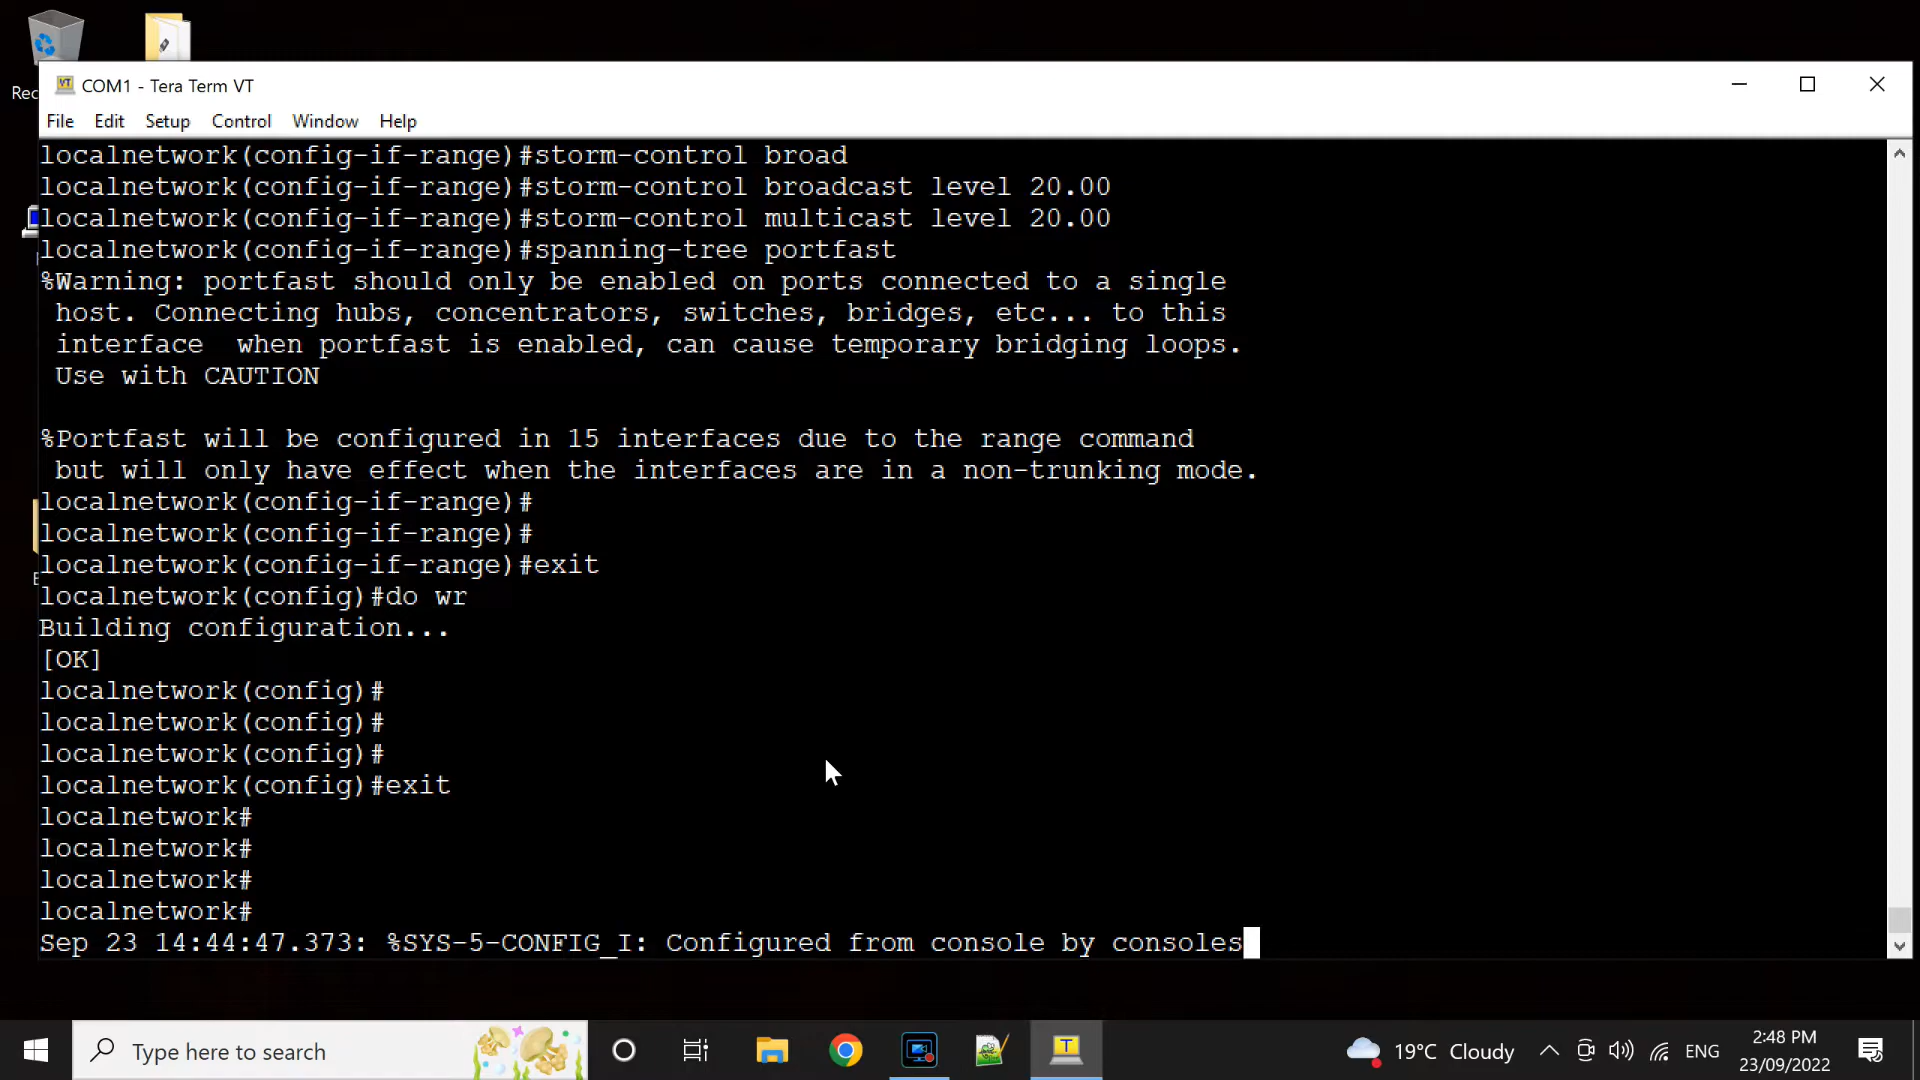 Rec
COM1 - Tera Term VT
File Edit Setup Control Window Help
localnetwork(config-if-range)#storm-control broad
localnetwork(config-if-range)#storm-control broadcast level 20.00
localnetwork(config-if-range)#storm-control multicast level 20.00
localnetwork(config-if-range)#spanning-tree portfast
%Warning: portfast should only be enabled on ports connected to a single
host. Connecting hubs, concentrators, switches, bridges, etc... to this
interface  when portfast is enabled, can cause temporary bridging loops.
Use with CAUTION
%Portfast will be configured in 15 interfaces due to the range command
but will only have effect when the interfaces are in a non-trunking mode.
localnetwork(config-if-range)#
localnetwork(config-if-range)#
localnetwork(config-if-range)#exit
localnetwork(config)#do wr
Building configuration...
[OK]
localnetwork(config)#
localnetwork(config)#
localnetwork(config)#
localnetwork(config)#exit
localnetwork#
localnetwork#
localnetwork#
localnetwork#
Sep 23 14:44:47.373: %SYS-5-CONFIG_I: Configured from console by consoles
Type here to search
19°C Cloudy
ENG
2:48 PM
23/09/2022